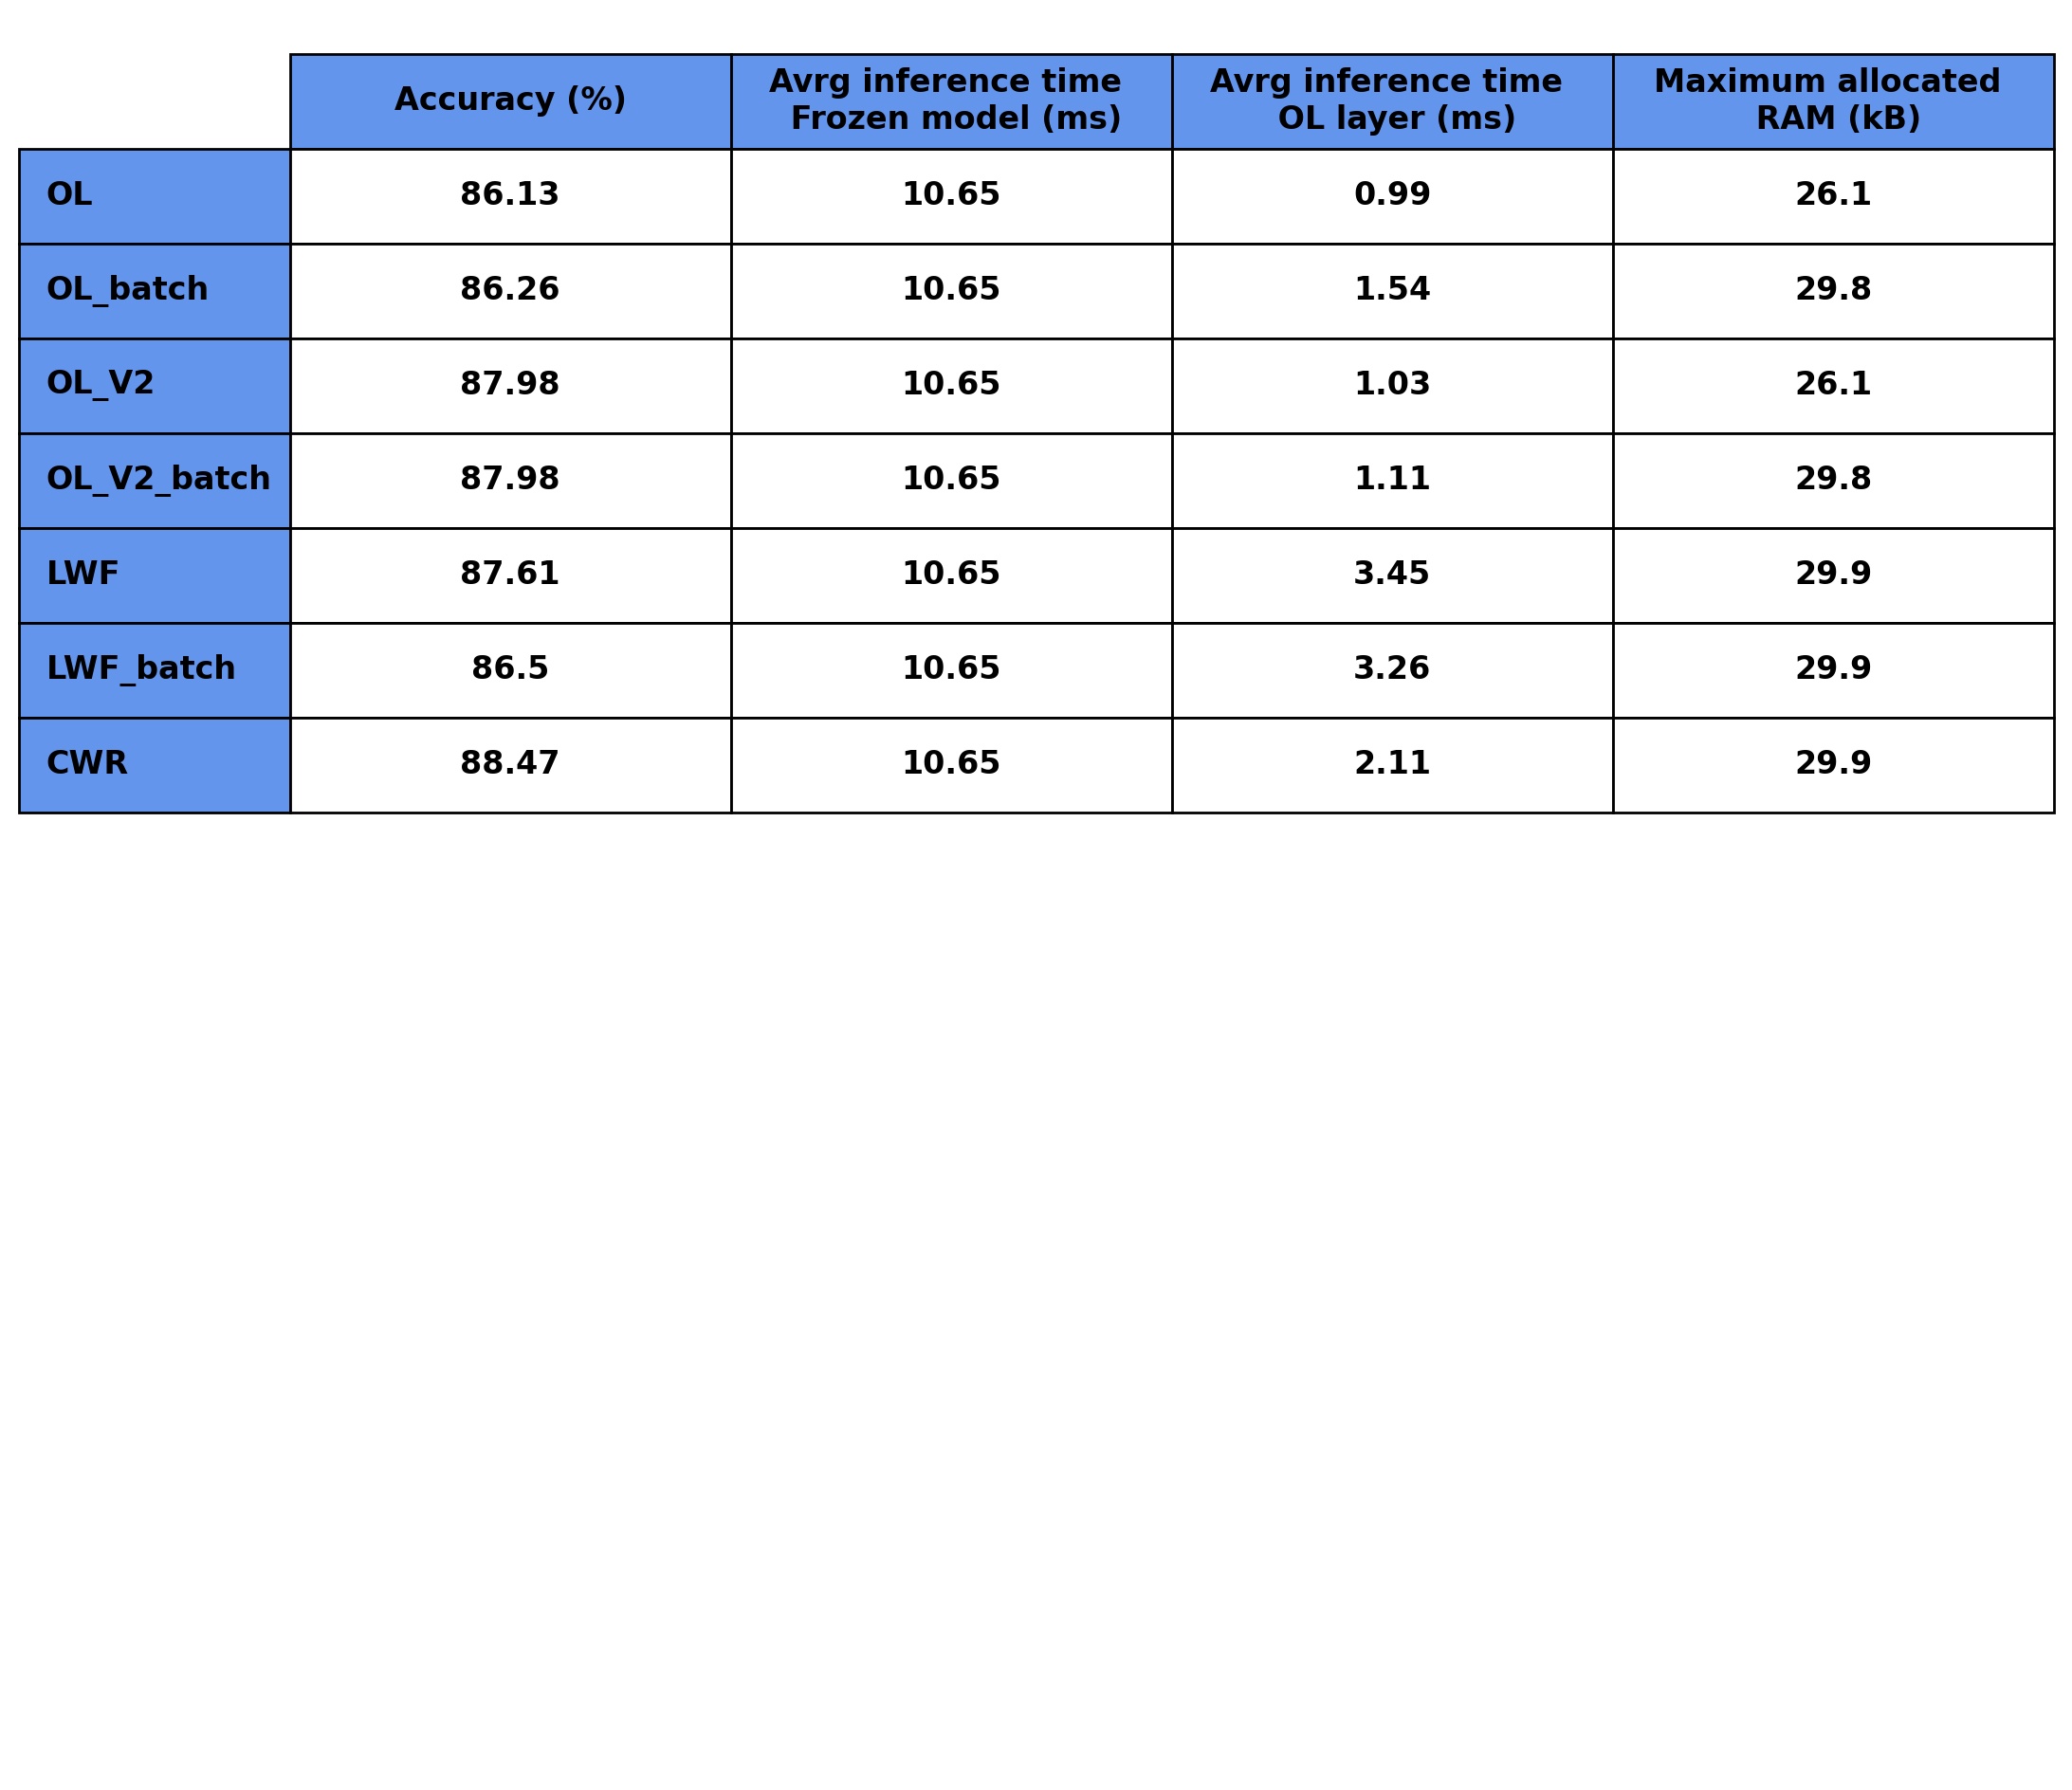 Accuracy (%) Avrg inference time Frozen model (ms) Avrg inference time OL layer (ms) Maximum allocated RAM (kB)
OL 86.13 10.65 0.99 26.1
OL_batch 86.26 10.65 1.54 29.8
OL_V2 87.98 10.65 1.03 26.1
OL_V2_batch 87.98 10.65 1.11 29.8
LWF 87.61 10.65 3.45 29.9
LWF_batch 86.5 10.65 3.26 29.9
CWR 88.47 10.65 2.11 29.9